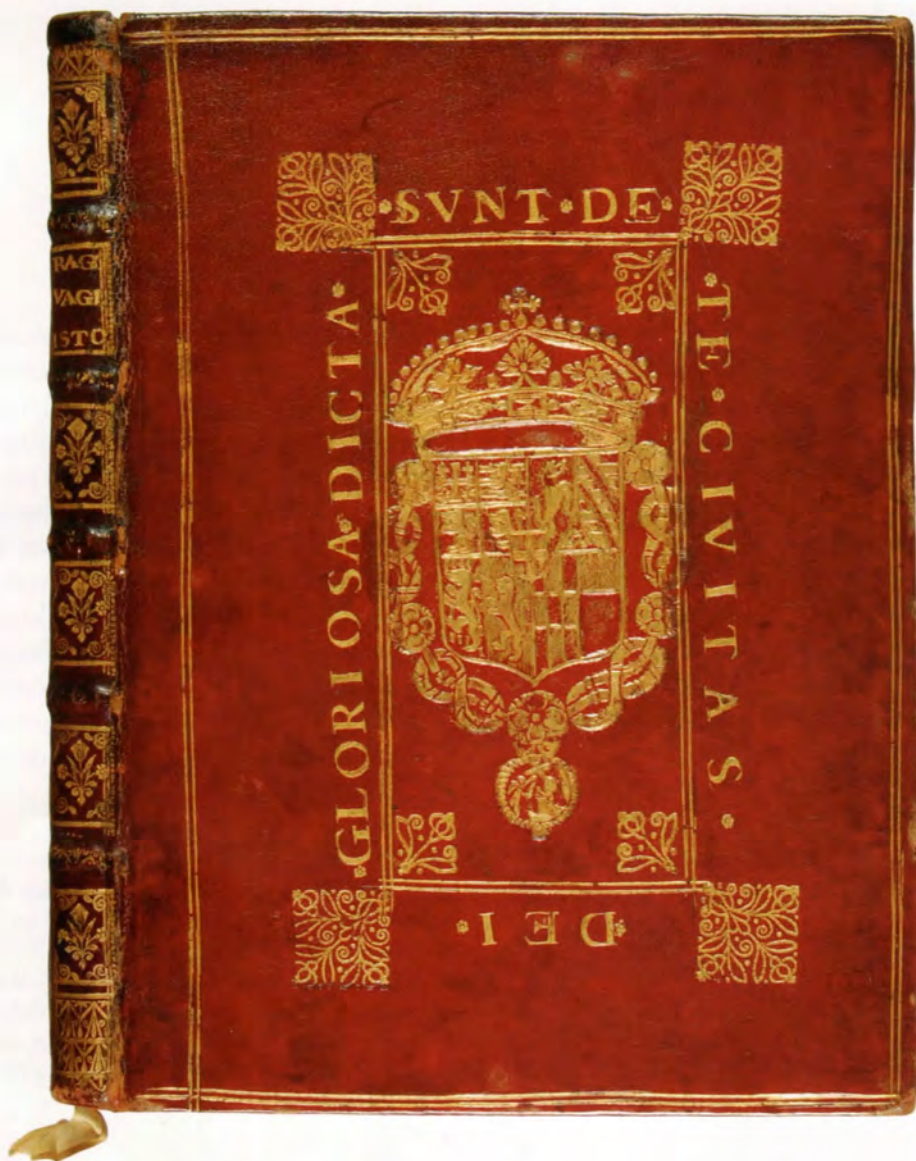 GLORIOSA·DICTA·
·SVNT·DE·
·TE·CIVITAS·
·DEI·
RAG
VAGI
ISTO